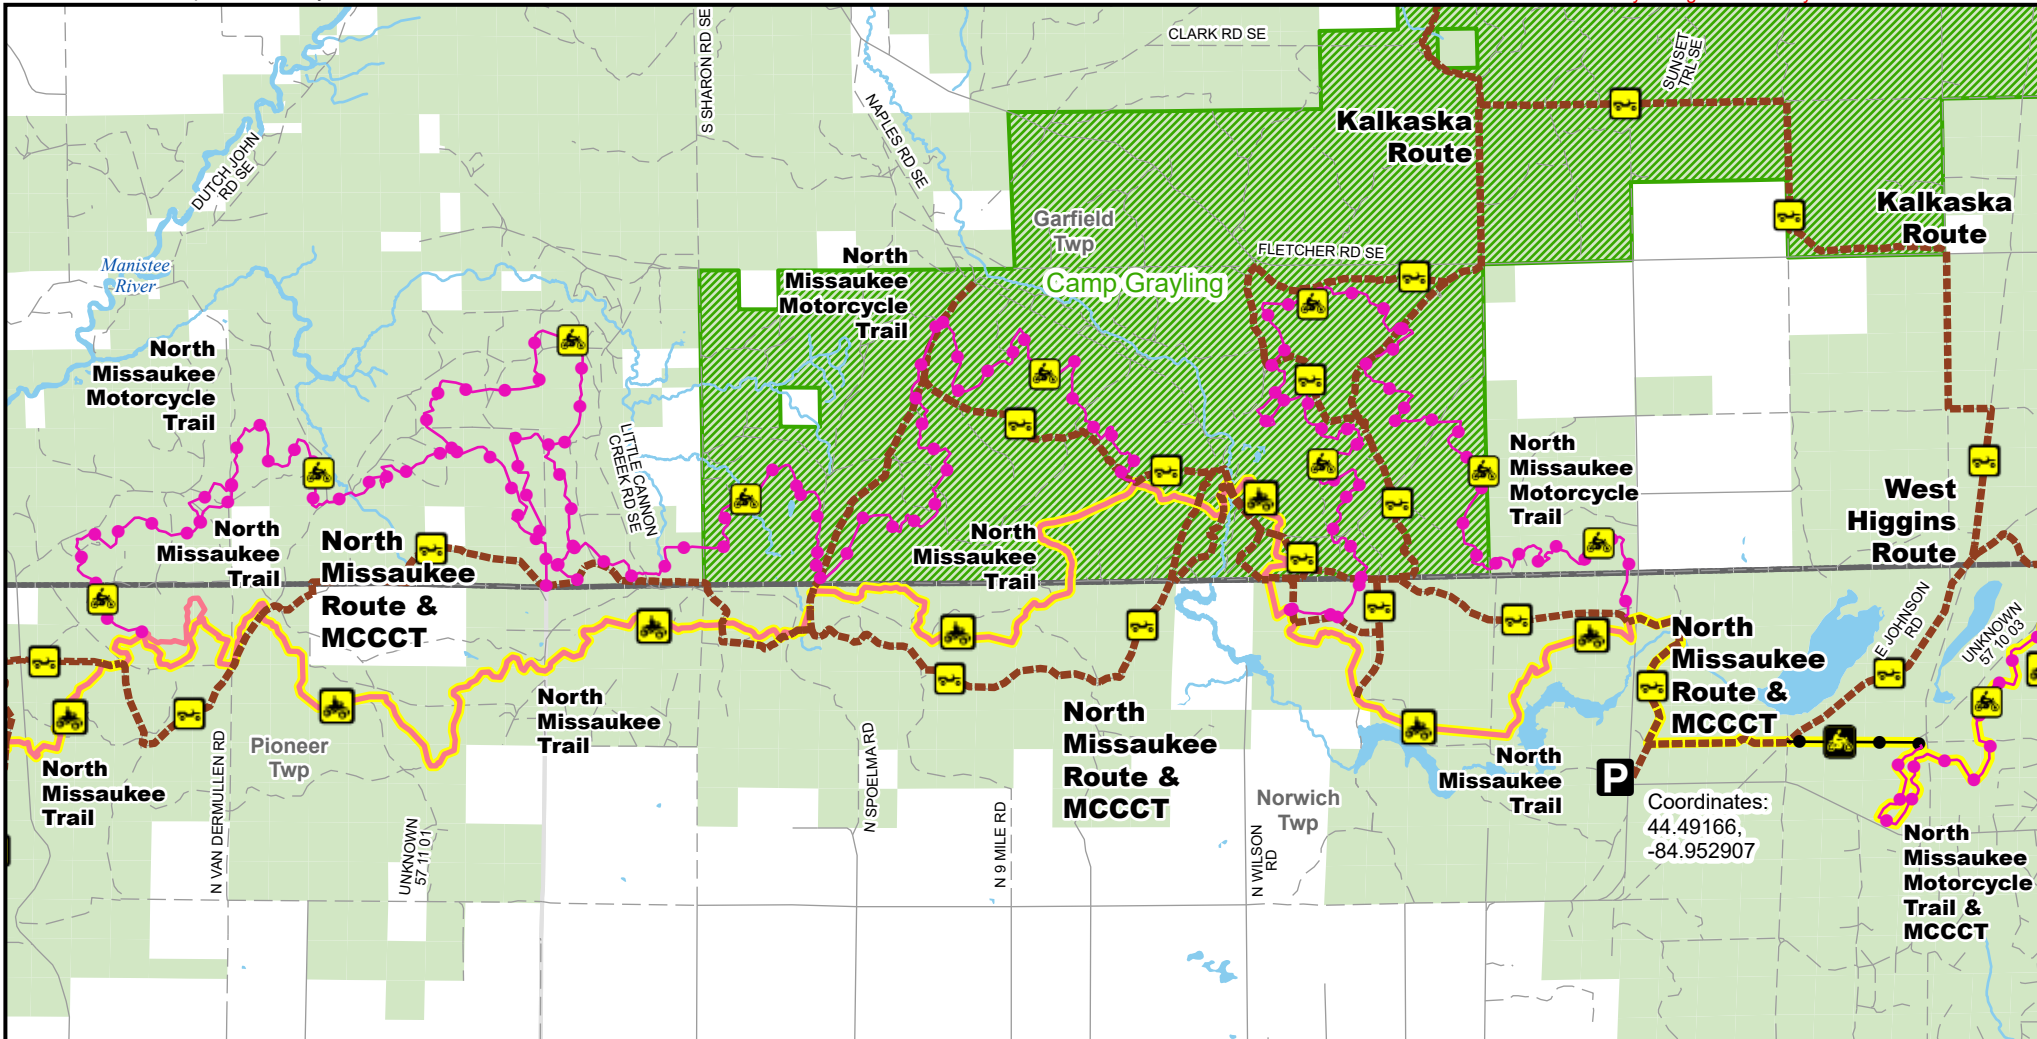 CLARK RD SE
S SHARON RD SE
SUNSET
TRL SE
NAPLES RD SE
DUTCH JOHN
RD SE
Kalkaska
Route
Kalkaska
Route
Garfield
Twp
FLETCHER RD SE
Camp Grayling
Manistee
River
North
Missaukee
Motorcycle
Trail
North
Missaukee
Motorcycle
Trail
LITTLE CANNON
CREEK RD SE
North
Missaukee
Motorcycle
Trail
West
Higgins
Route
North
Missaukee
Trail
North
Missaukee
Route &
MCCCT
North
Missaukee
Trail
E JOHNSON
RD
UNKNOWN
57 10 03
North
Missaukee
Route &
MCCCT
North
Missaukee
Trail
North
Missaukee
Route &
MCCCT
N SPOELMA RD
N VAN DERMULLEN RD
Pioneer
Twp
North
Missaukee
Trail
North
Missaukee
Trail
P
Coordinates:
44.49166,
-84.952907
Norwich
Twp
N 9 MILE RD
N WILSON
RD
UNKNOWN
57 11 01
North
Missaukee
Motorcycle
Trail &
MCCCT